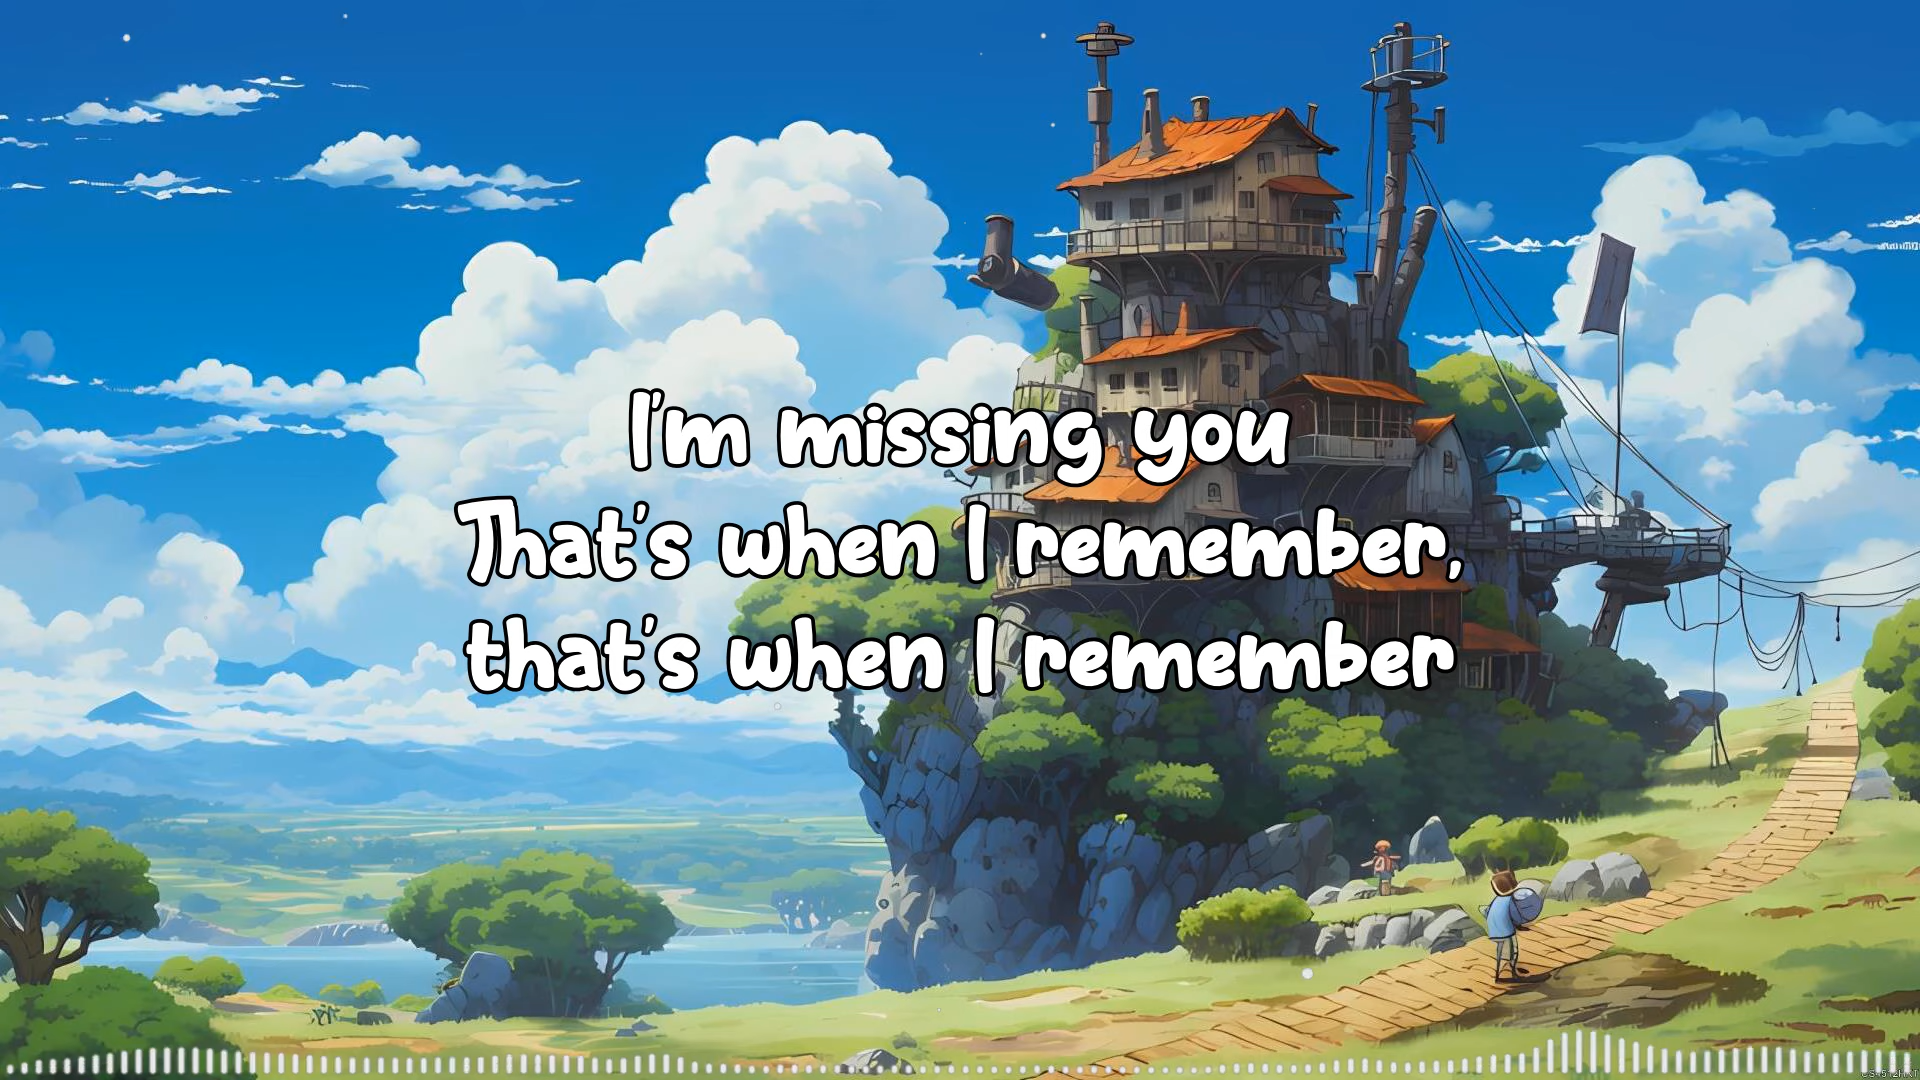 I'm missing you
That's when I remember,
that's when I remember